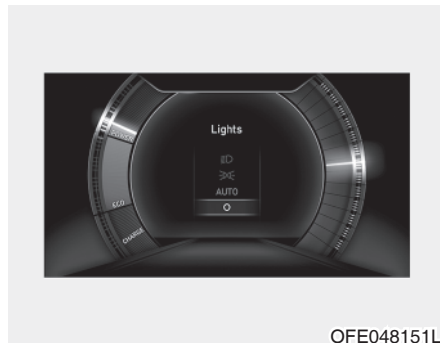 Lights
AUTO
O
POWER
ECO
CHARGE
OFE048151L